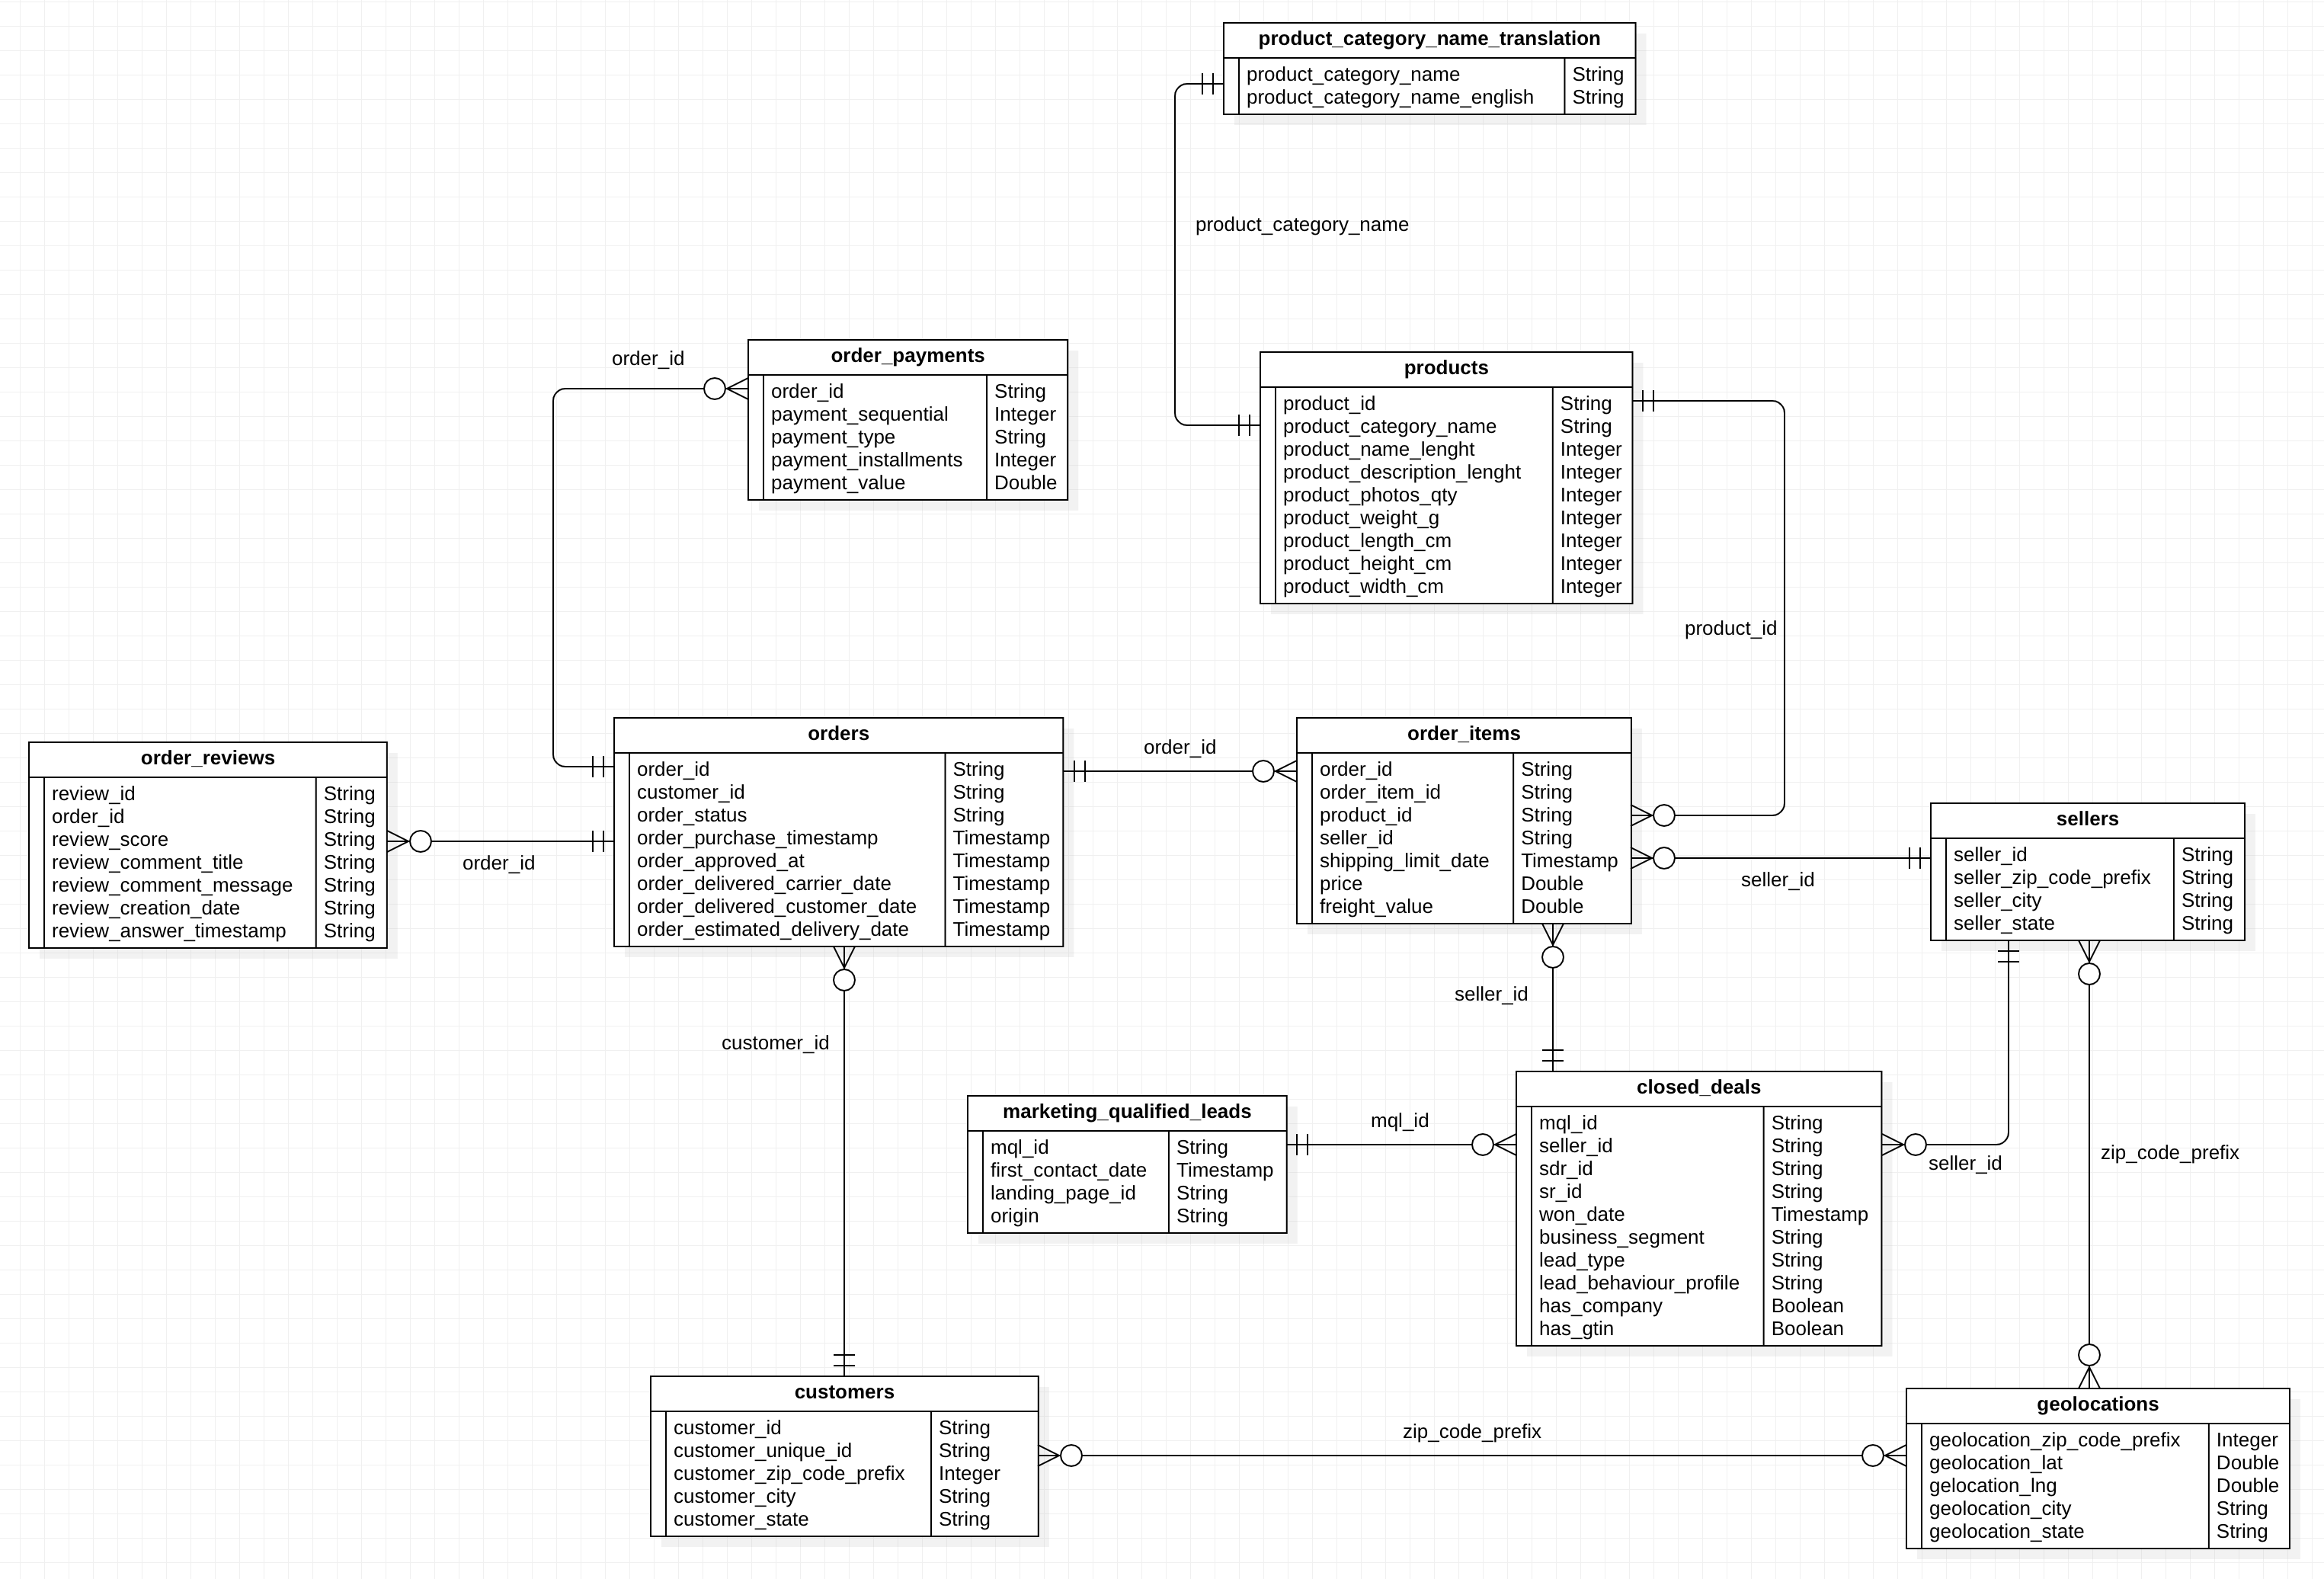 product_category_name_translation
product_category_name String
product_category_name_english String
product_category_name
order_id
order_payments
order_id String
payment_sequential Integer
payment_type String
payment_installments Integer
payment_value Double
products
product_id String
product_category_name String
product_name_lenght Integer
product_description_lenght Integer
product_photos_qty Integer
product_weight_g Integer
product_length_cm Integer
product_height_cm Integer
product_width_cm Integer
product_id
order_reviews
review_id String
order_id String
review_score String
review_comment_title String
review_comment_message String
review_creation_date String
review_answer_timestamp String
order_id
orders
order_id String
customer_id String
order_status String
order_purchase_timestamp Timestamp
order_approved_at Timestamp
order_delivered_carrier_date Timestamp
order_delivered_customer_date Timestamp
order_estimated_delivery_date Timestamp
order_id
order_items
order_id String
order_item_id String
product_id String
seller_id String
shipping_limit_date Timestamp
price Double
freight_value Double
seller_id
sellers
seller_id String
seller_zip_code_prefix String
seller_city String
seller_state String
seller_id
customer_id
marketing_qualified_leads
mql_id String
first_contact_date Timestamp
landing_page_id String
origin String
mql_id
closed_deals
mql_id String
seller_id String
sdr_id String
sr_id String
won_date Timestamp
business_segment String
lead_type String
lead_behaviour_profile String
has_company Boolean
has_gtin Boolean
seller_id
zip_code_prefix
customers
customer_id String
customer_unique_id String
customer_zip_code_prefix Integer
customer_city String
customer_state String
zip_code_prefix
geolocations
geolocation_zip_code_prefix Integer
geolocation_lat Double
gelocation_lng Double
geolocation_city String
geolocation_state String